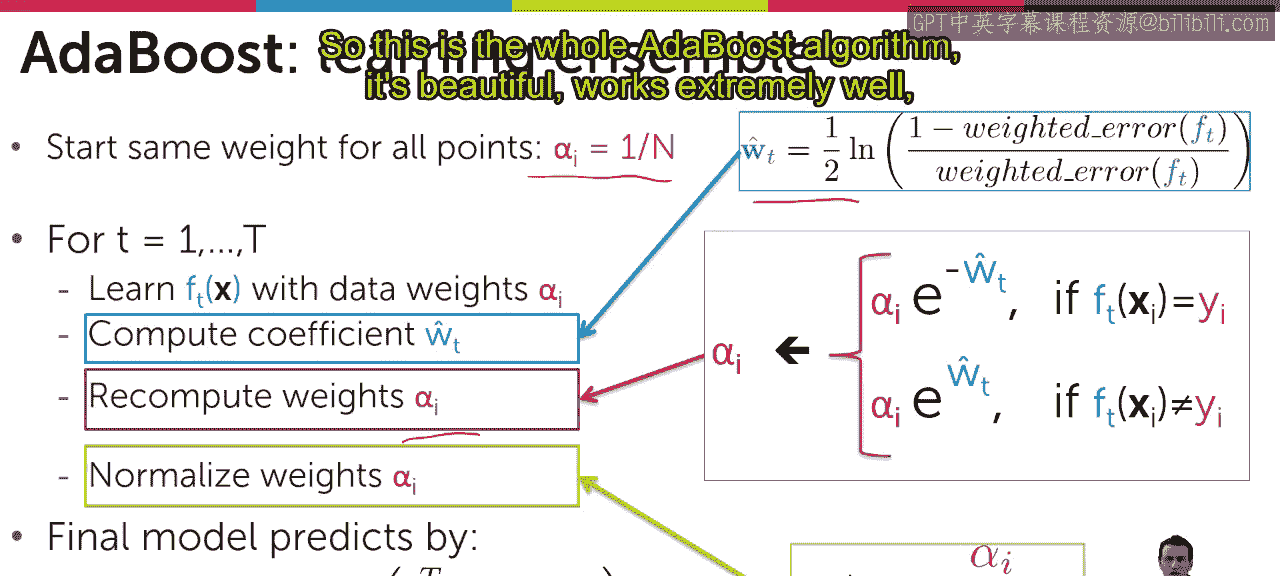 GPT中英字幕课程资源@bilibili.com
AdaBoost: learning ensemble
So this is the whole AdaBoost algorithm,
it's beautiful, works extremely well,
• Start same weight for all points: αᵢ = 1/N
ŵₜ = 1/2 ln ( (1 − weighted_error(fₜ)) / weighted_error(fₜ) )
• For t = 1,...,T
- Learn fₜ(x) with data weights αᵢ
- Compute coefficient ŵₜ
- Recompute weights αᵢ
- Normalize weights αᵢ
αᵢ ← { αᵢ e^(-ŵₜ), if fₜ(xᵢ)=yᵢ
αᵢ e^(ŵₜ), if fₜ(xᵢ)≠yᵢ
• Final model predicts by:
T
αᵢ